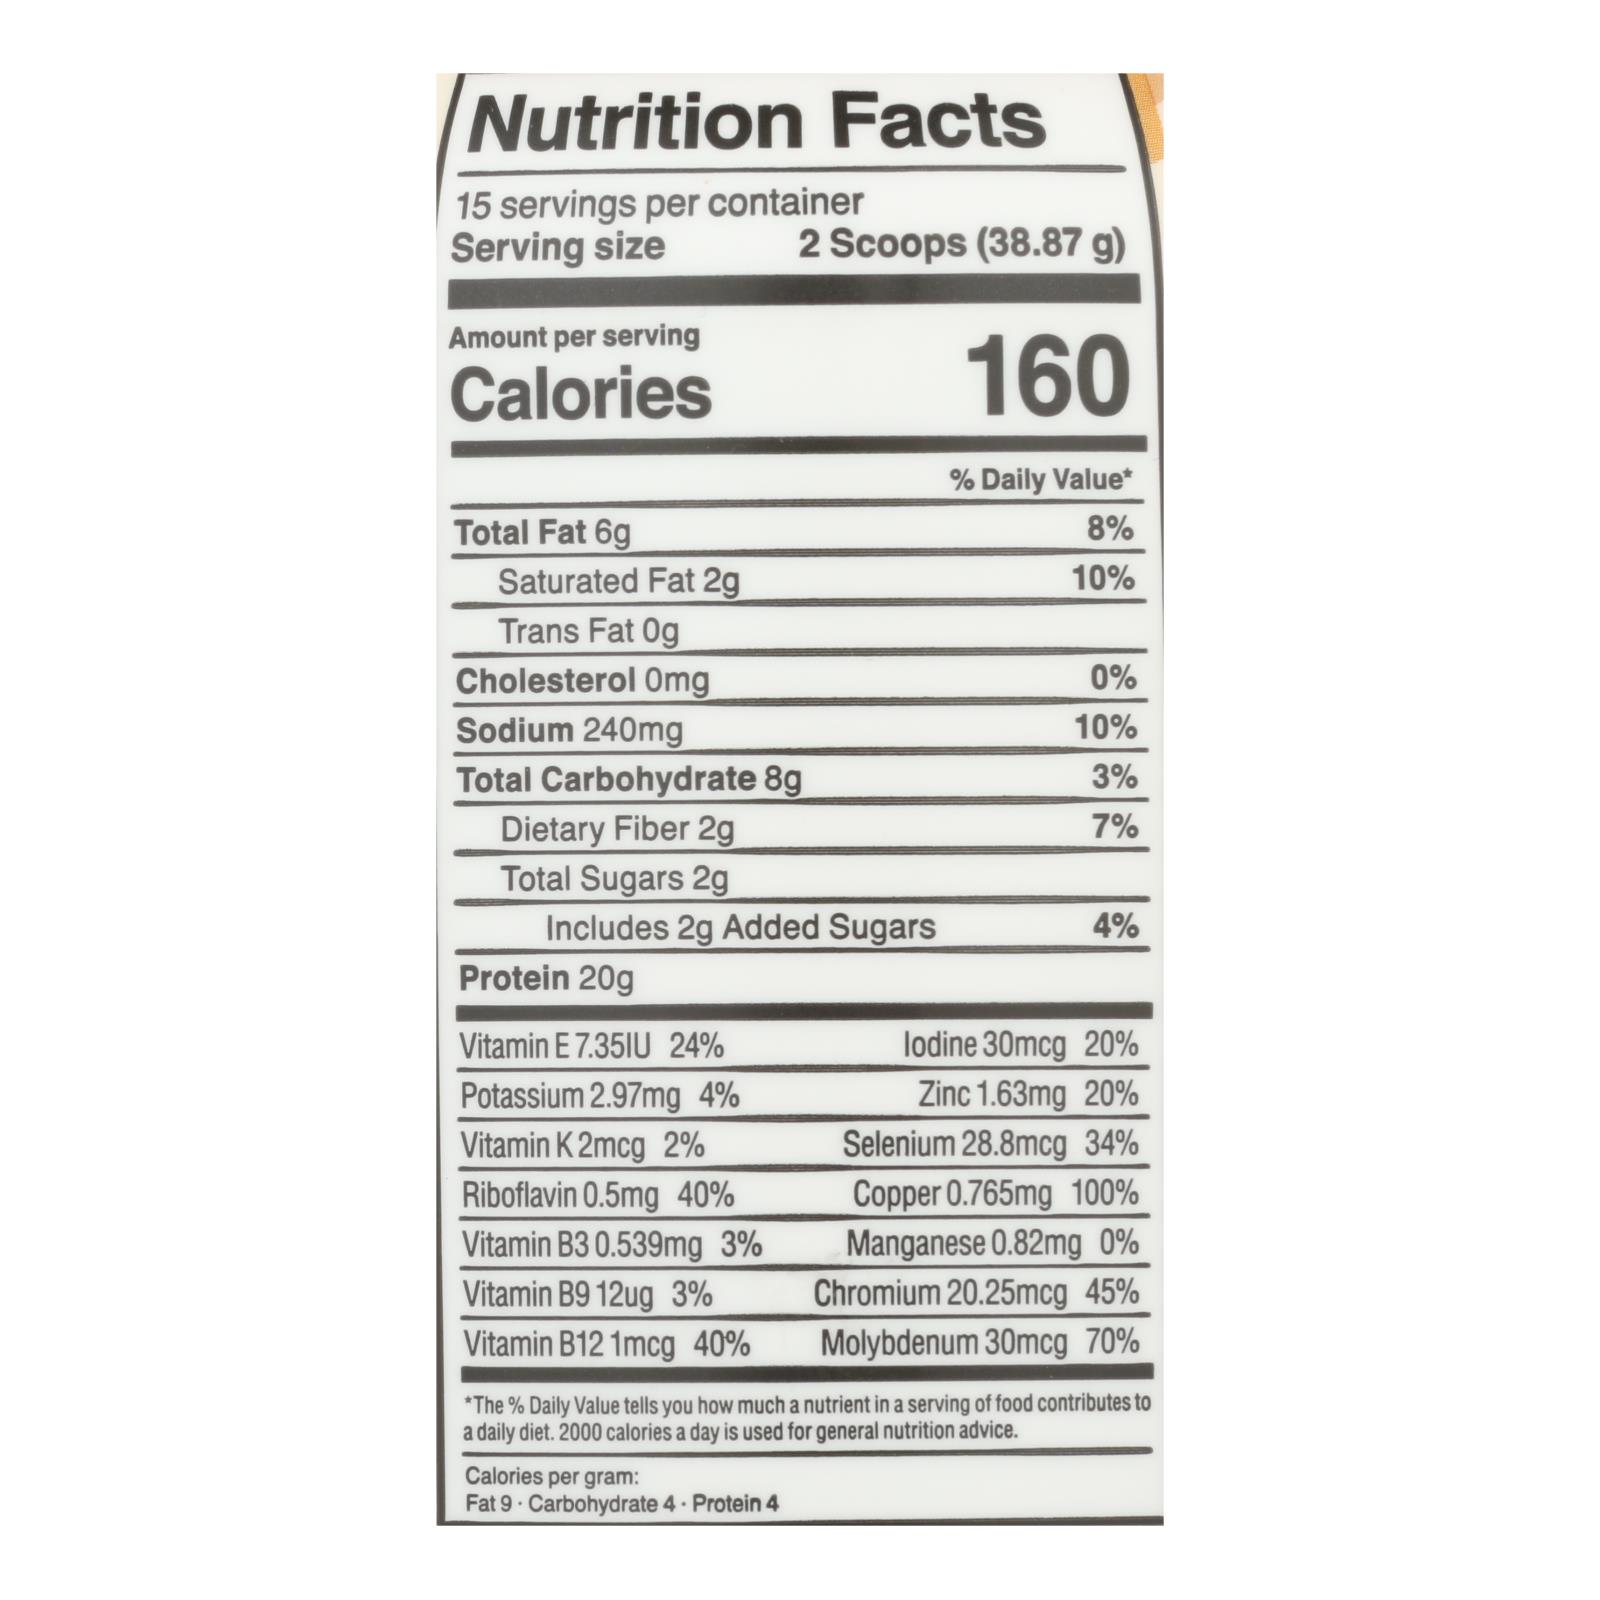 Nutrition Facts
15 servings per container
Serving size 2 Scoops (38.87 g)
Amount per serving
Calories 160
% Daily Value*
Total Fat 6g 8%
Saturated Fat 2g 10%
Trans Fat 0g
Cholesterol 0mg 0%
Sodium 240mg 10%
Total Carbohydrate 8g 3%
Dietary Fiber 2g 7%
Total Sugars 2g
Includes 2g Added Sugars 4%
Protein 20g
Vitamin E 7.35IU 24% Iodine 30mcg 20%
Potassium 2.97mg 4% Zinc 1.63mg 20%
Vitamin K 2mcg 2% Selenium 28.8mcg 34%
Riboflavin 0.5mg 40% Copper 0.765mg 100%
Vitamin B3 0.539mg 3% Manganese 0.82mg 0%
Vitamin B9 12ug 3% Chromium 20.25mcg 45%
Vitamin B12 1mcg 40% Molybdenum 30mcg 70%
*The % Daily Value tells you how much a nutrient in a serving of food contributes to
a daily diet. 2000 calories a day is used for general nutrition advice.
Calories per gram:
Fat 9 · Carbohydrate 4 · Protein 4